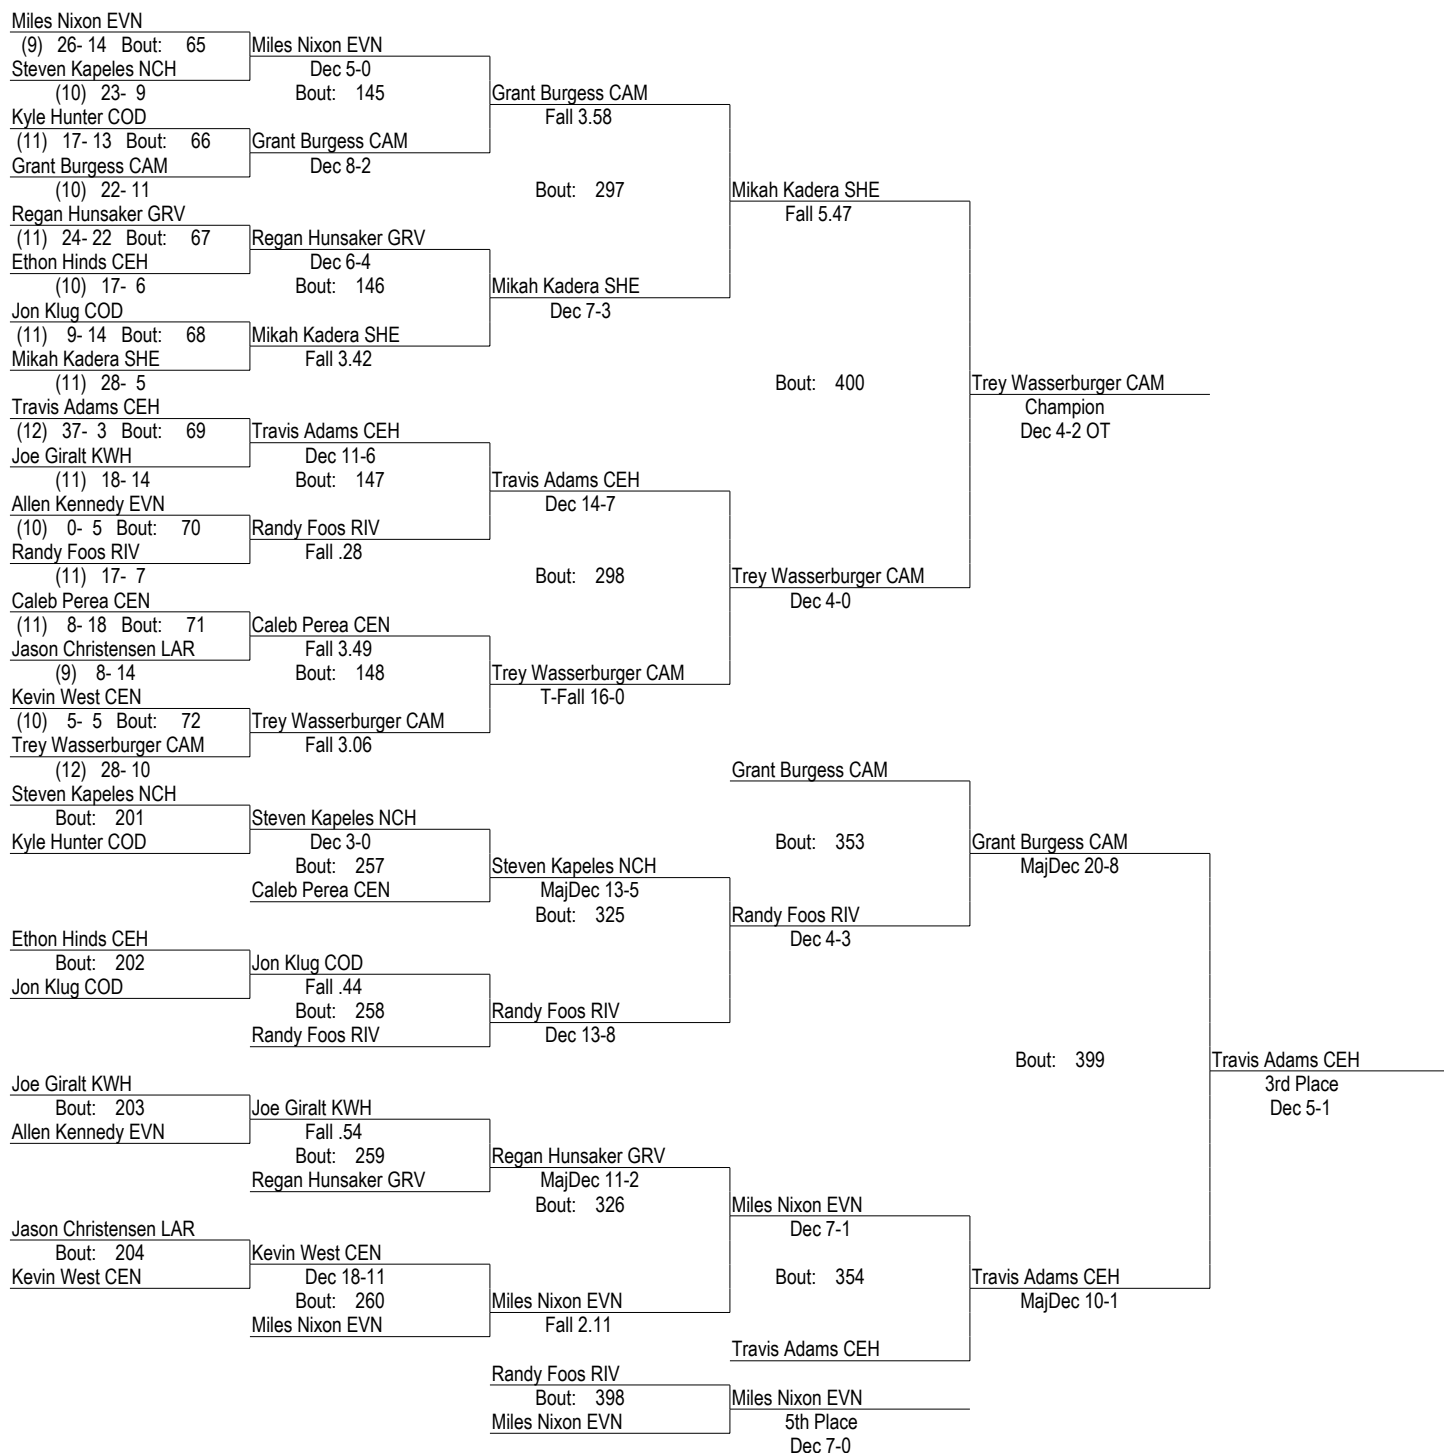 Miles Nixon EVN
(9) 26- 14 Bout: 65 Miles Nixon EVN
Steven Kapeles NCH Dec 5-0
(10) 23- 9 Bout: 145 Grant Burgess CAM
Kyle Hunter COD Fall 3.58
(11) 17- 13 Bout: 66 Grant Burgess CAM
Grant Burgess CAM Dec 8-2
(10) 22- 11 Bout: 297 Mikah Kadera SHE
Regan Hunsaker GRV Fall 5.47
(11) 24- 22 Bout: 67 Regan Hunsaker GRV
Ethon Hinds CEH Dec 6-4
(10) 17- 6 Bout: 146 Mikah Kadera SHE
Jon Klug COD Dec 7-3
(11) 9- 14 Bout: 68 Mikah Kadera SHE
Mikah Kadera SHE Fall 3.42
(11) 28- 5 Bout: 400 Trey Wasserburger CAM
Travis Adams CEH Champion
(12) 37- 3 Bout: 69 Travis Adams CEH Dec 4-2 OT
Joe Giralt KWH Dec 11-6
(11) 18- 14 Bout: 147 Travis Adams CEH
Allen Kennedy EVN Dec 14-7
(10) 0- 5 Bout: 70 Randy Foos RIV
Randy Foos RIV Fall .28
(11) 17- 7 Bout: 298 Trey Wasserburger CAM
Caleb Perea CEN Dec 4-0
(11) 8- 18 Bout: 71 Caleb Perea CEN
Jason Christensen LAR Fall 3.49
(9) 8- 14 Bout: 148 Trey Wasserburger CAM
Kevin West CEN T-Fall 16-0
(10) 5- 5 Bout: 72 Trey Wasserburger CAM
Trey Wasserburger CAM Fall 3.06
(12) 28- 10 Grant Burgess CAM
Steven Kapeles NCH
Bout: 201 Steven Kapeles NCH
Kyle Hunter COD Dec 3-0 Bout: 353 Grant Burgess CAM
Bout: 257 Steven Kapeles NCH MajDec 20-8
Caleb Perea CEN MajDec 13-5
Bout: 325 Randy Foos RIV
Ethon Hinds CEH Dec 4-3
Bout: 202 Jon Klug COD
Jon Klug COD Fall .44
Bout: 258 Randy Foos RIV
Randy Foos RIV Dec 13-8
Bout: 399 Travis Adams CEH
Joe Giralt KWH 3rd Place
Bout: 203 Joe Giralt KWH Dec 5-1
Allen Kennedy EVN Fall .54
Bout: 259 Regan Hunsaker GRV
Regan Hunsaker GRV MajDec 11-2
Bout: 326 Miles Nixon EVN
Jason Christensen LAR Dec 7-1
Bout: 204 Kevin West CEN
Kevin West CEN Dec 18-11 Bout: 354 Travis Adams CEH
Bout: 260 Miles Nixon EVN MajDec 10-1
Miles Nixon EVN Fall 2.11
Travis Adams CEH
Randy Foos RIV
Bout: 398 Miles Nixon EVN
Miles Nixon EVN 5th Place
Dec 7-0